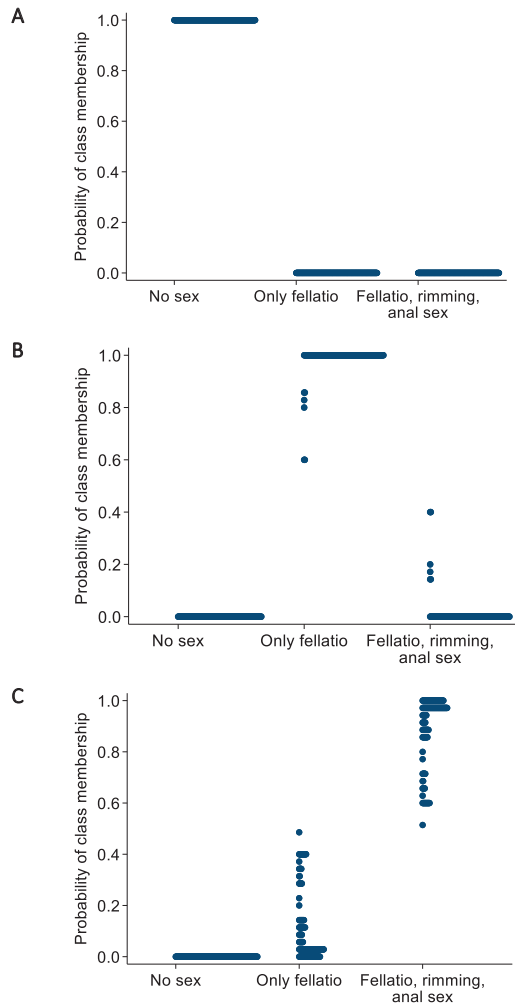 A
Probability of class membership
1.0
0.8
0.6
0.4
0.2
0.0
No sex
Only fellatio
Fellatio, rimming,
anal sex
B
Probability of class membership
1.0
0.8
0.6
0.4
0.2
0.0
No sex
Only fellatio
Fellatio, rimming,
anal sex
C
Probability of class membership
1.0
0.8
0.6
0.4
0.2
0.0
No sex
Only fellatio
Fellatio, rimming,
anal sex